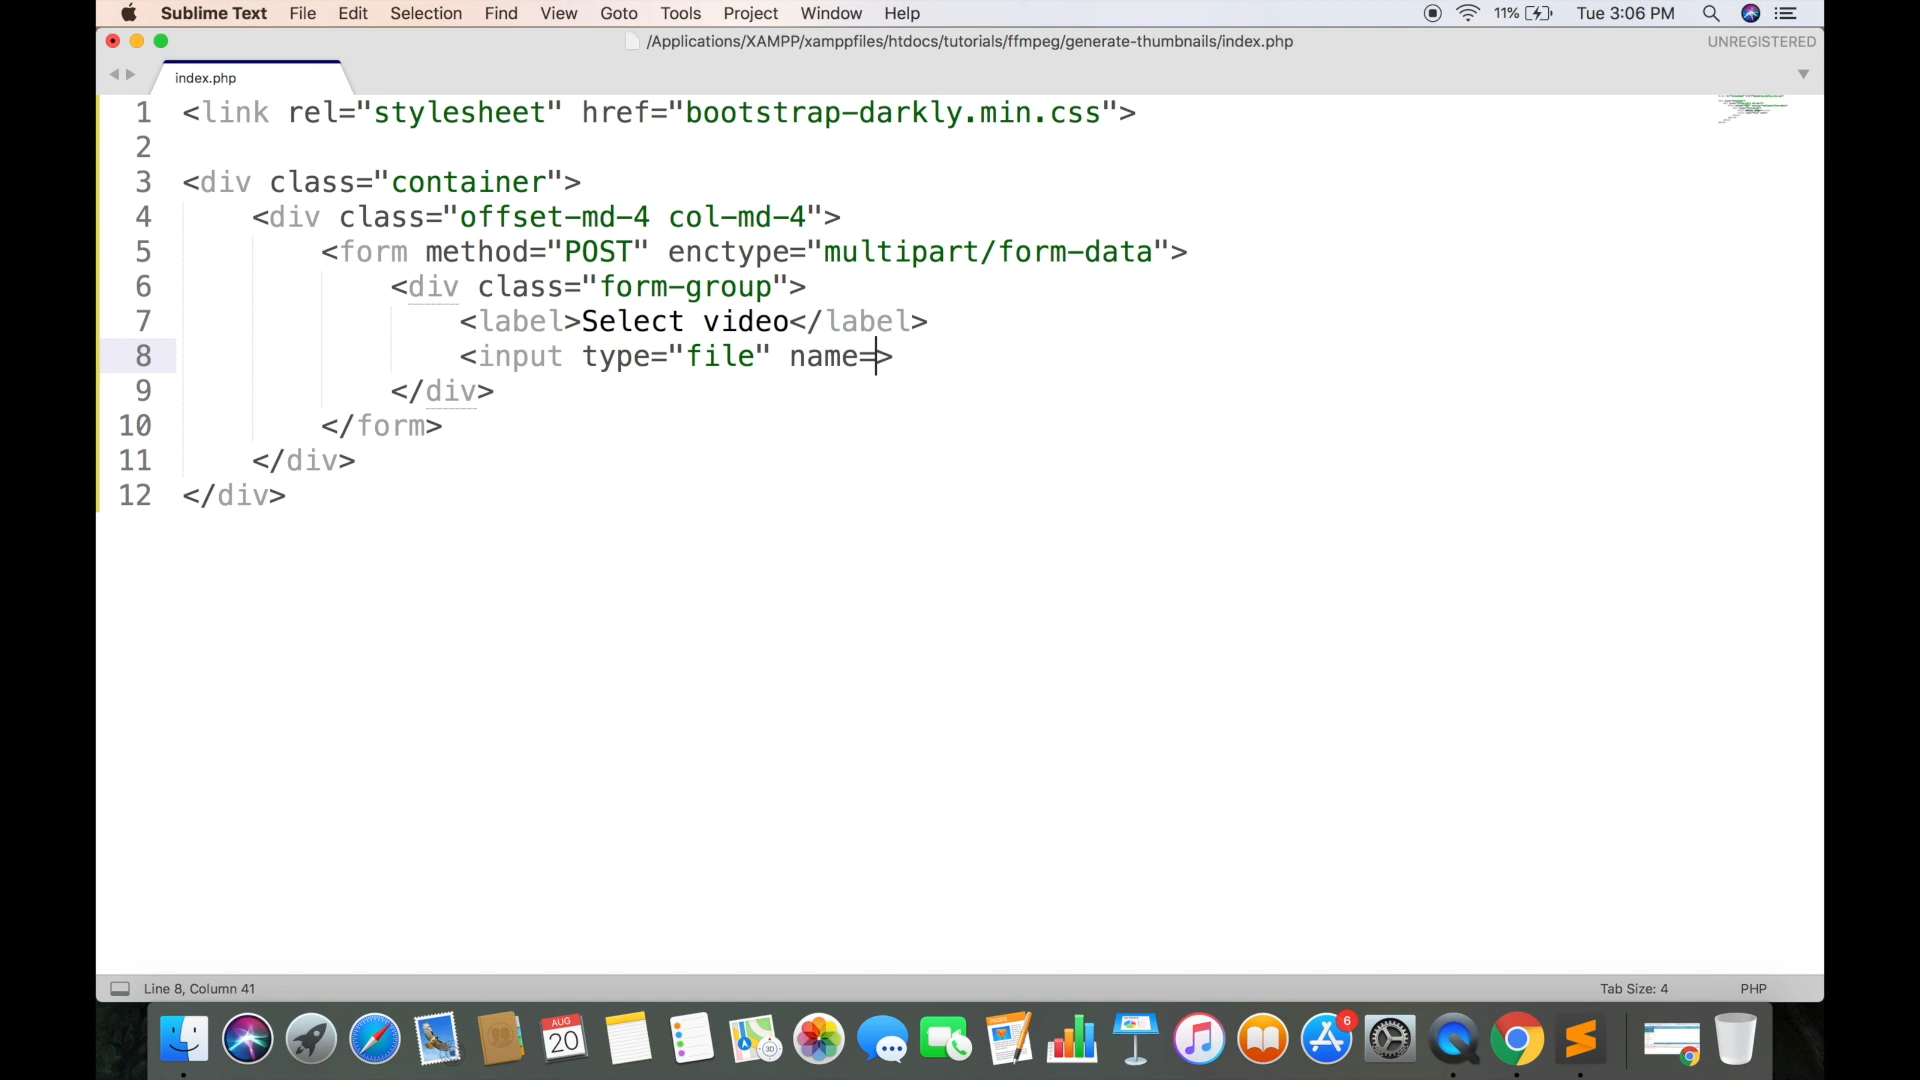 Sublime Text File Edit Selection Find View Goto Tools Project Window Help 11% Tue 3:06 PM
/Applications/XAMPP/xamppfiles/htdocs/tutorials/ffmpeg/generate-thumbnails/index.php UNREGISTERED
index.php
1 <link rel="stylesheet" href="bootstrap-darkly.min.css">
2
3 <div class="container">
4 <div class="offset-md-4 col-md-4">
5 <form method="POST" enctype="multipart/form-data">
6 <div class="form-group">
7 <label>Select video</label>
8 <input type="file" name=>
9 </div>
10 </form>
11 </div>
12 </div>
Line 8, Column 41 Tab Size: 4 PHP
AUG
20
3D
6